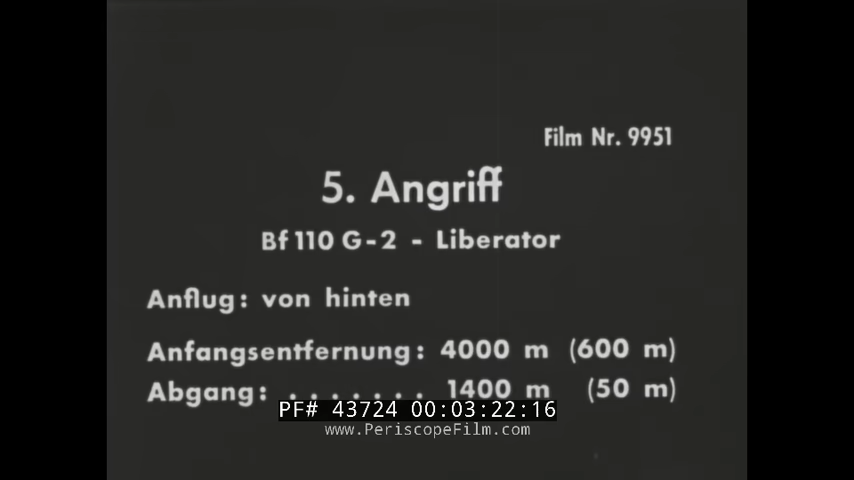 Film Nr. 9951
5. Angriff
Bf 110 G-2 - Liberator
Anflug: von hinten
Anfangsentfernung: 4000 m (600 m)
Abgang: . . . . . . . 1400 m (50 m)
PF# 43724 00:03:22:16
www.PeriscopeFilm.com